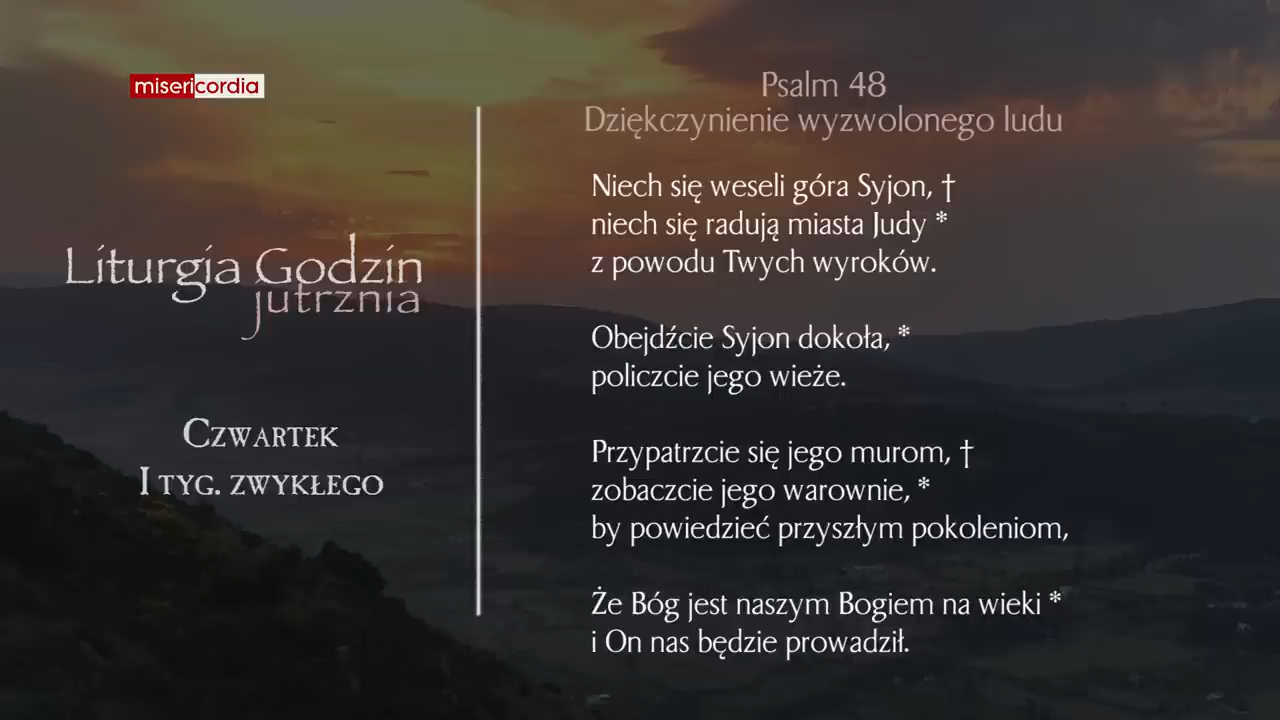 misericordia
Liturgia Godzin
jutrznia
Czwartek
I tyg. zwykłego
Psalm 48
Dziękczynienie wyzwolonego ludu
Niech się weseli góra Syjon, †
niech się radują miasta Judy *
z powodu Twych wyroków.
Obejdźcie Syjon dokoła, *
policzcie jego wieże.
Przypatrzcie się jego murom, †
zobaczcie jego warownie, *
by powiedzieć przyszłym pokoleniom,
Że Bóg jest naszym Bogiem na wieki *
i On nas będzie prowadził.